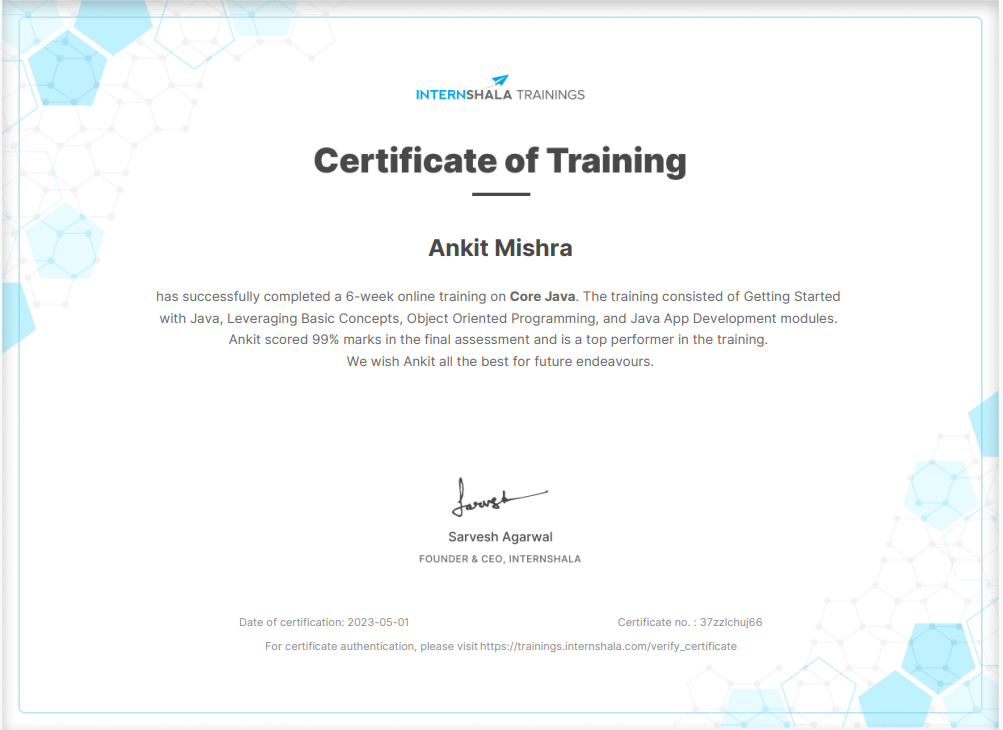 INTERNSHALA TRAININGS
Certificate of Training
Ankit Mishra
has successfully completed a 6-week online training on Core Java. The training consisted of Getting Started
with Java, Leveraging Basic Concepts, Object Oriented Programming, and Java App Development modules.
Ankit scored 99% marks in the final assessment and is a top performer in the training.
We wish Ankit all the best for future endeavours.
Sarvesh
Sarvesh Agarwal
FOUNDER & CEO, INTERNSHALA
Date of certification: 2023-05-01
Certificate no. : 37zzlchuj66
For certificate authentication, please visit https://trainings.internshala.com/verify_certificate